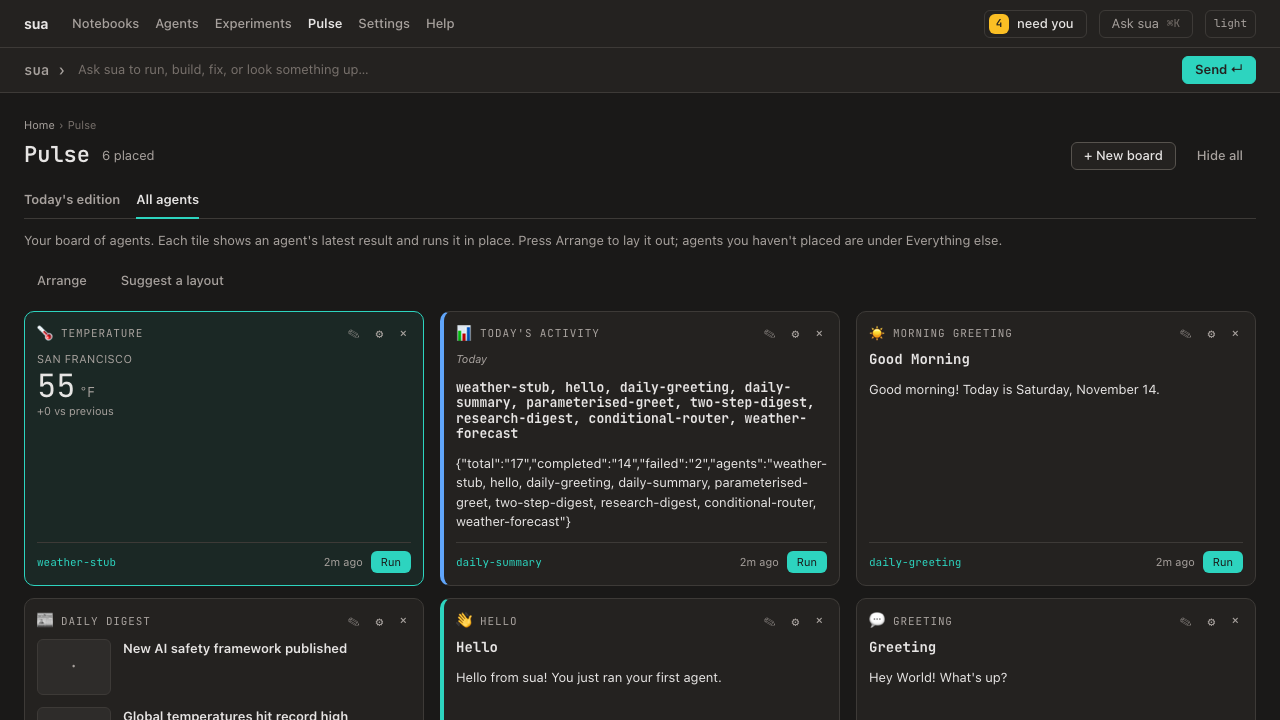 sua Notebooks Agents Experiments Pulse Settings Help 4 need you Ask sua ⌘K light
sua › Ask sua to run, build, fix, or look something up… Send ↵
Home › Pulse
Pulse 6 placed + New board Hide all
Today's edition All agents
Your board of agents. Each tile shows an agent's latest result and runs it in place. Press Arrange to lay it out; agents you haven't placed are under Everything else.
Arrange Suggest a layout
TEMPERATURE
SAN FRANCISCO
55 °F
+0 vs previous
weather-stub 2m ago Run
TODAY'S ACTIVITY
Today
weather-stub, hello, daily-greeting, daily-
summary, parameterised-greet, two-step-digest,
research-digest, conditional-router, weather-
forecast
{"total":"17","completed":"14","failed":"2","agents":"weather-
stub, hello, daily-greeting, daily-summary, parameterised-
greet, two-step-digest, research-digest, conditional-router,
weather-forecast"}
daily-summary 2m ago Run
MORNING GREETING
Good Morning
Good morning! Today is Saturday, November 14.
daily-greeting 2m ago Run
DAILY DIGEST
New AI safety framework published
Global temperatures hit record high
HELLO
Hello
Hello from sua! You just ran your first agent.
GREETING
Greeting
Hey World! What's up?